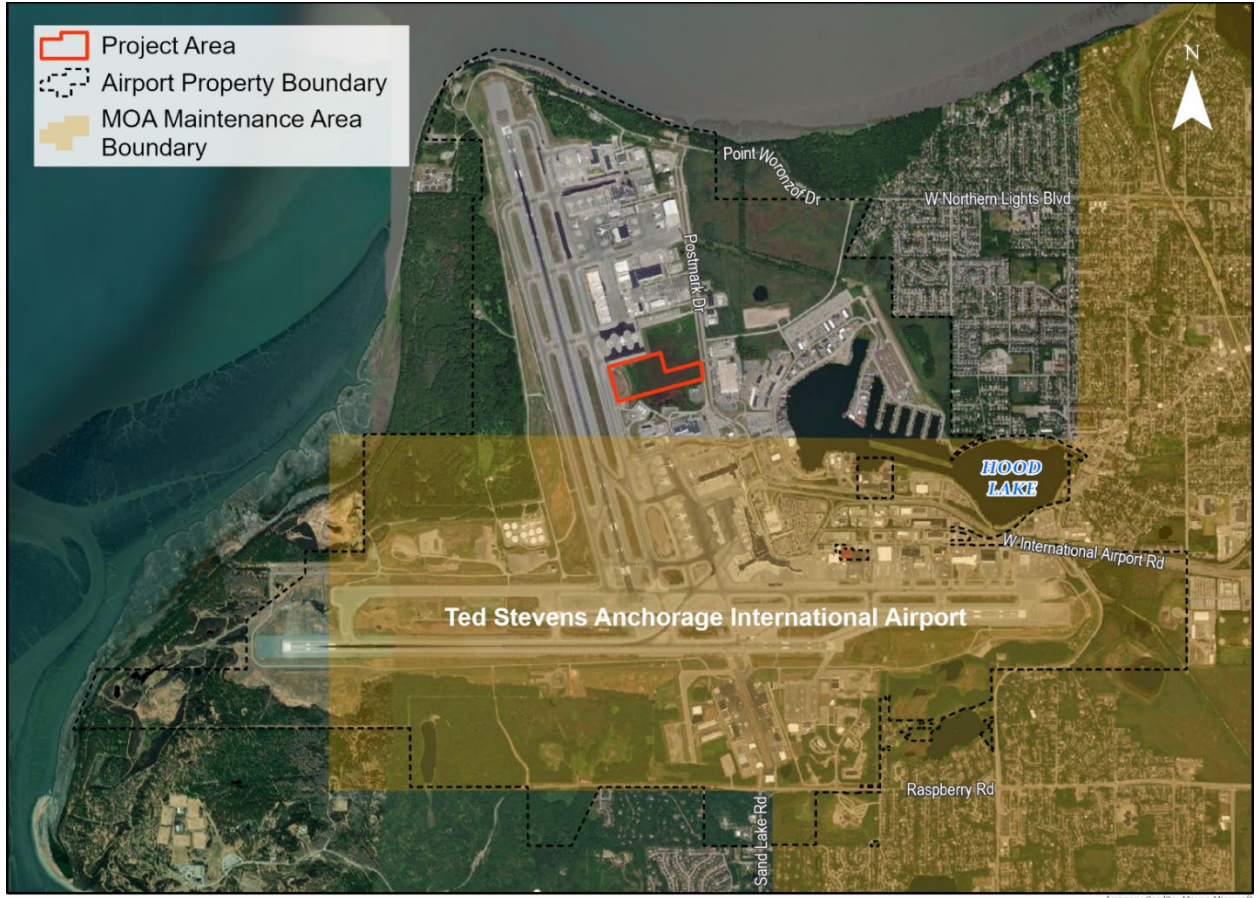 Project Area
Airport Property Boundary
MOA Maintenance Area
Boundary
N
Point Woronzof Dr
W Northern Lights Blvd
Postmark Dr
HOOD
LAKE
W International Airport Rd
Ted Stevens Anchorage International Airport
Raspberry Rd
Sand Lake Rd